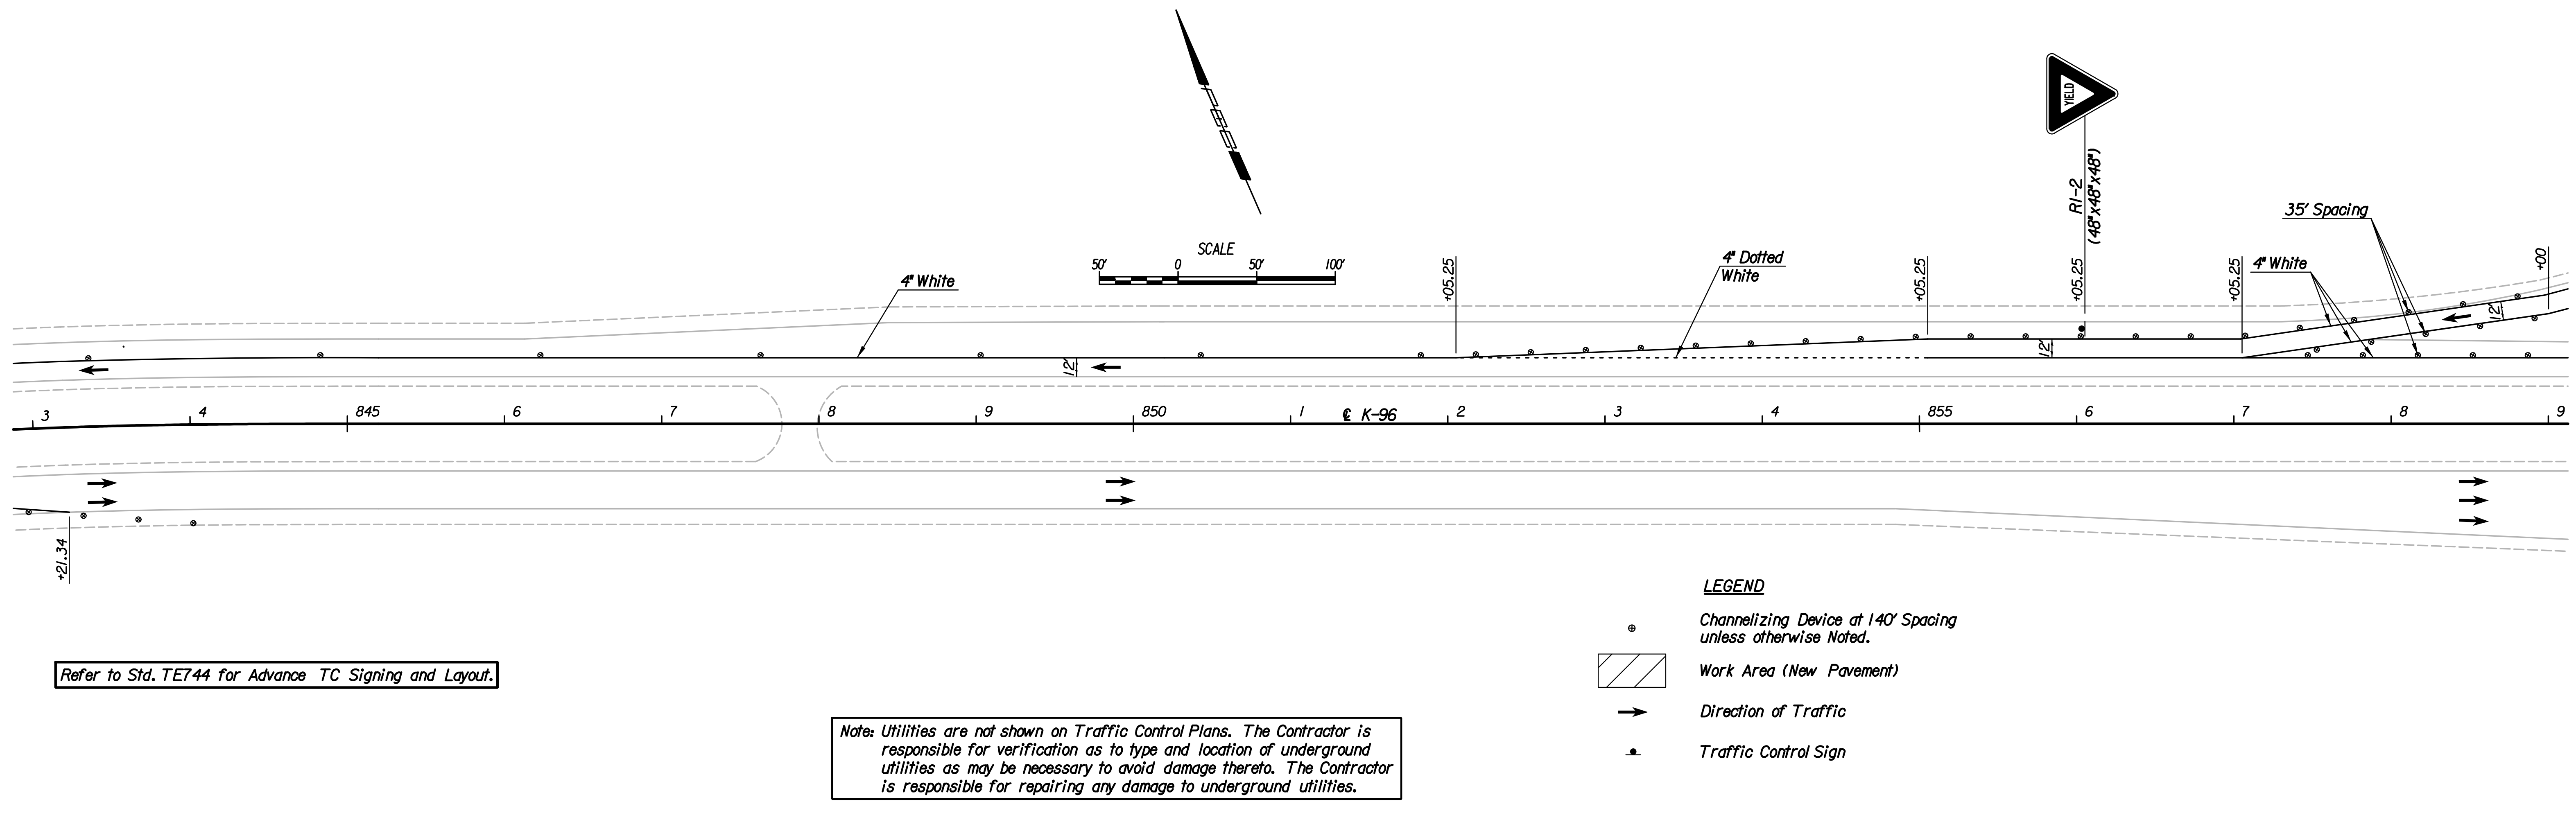 YIELD
R1-2
(48"x48"x48")
35' Spacing
SCALE
50' 0 50' 100'
4" White
+05.25
4" Dotted
White
+05.25
+05.25
+05.25
4" White
+00
12'
12'
12'
3 4 845 6 7 8 9 850 1 ℄ K-96 2 3 4 855 6 7 8 9
+21.34
LEGEND
Channelizing Device at 140' Spacing
unless otherwise Noted.
Work Area (New Pavement)
Direction of Traffic
Traffic Control Sign
Refer to Std. TE744 for Advance TC Signing and Layout.
Note: Utilities are not shown on Traffic Control Plans. The Contractor is
responsible for verification as to type and location of underground
utilities as may be necessary to avoid damage thereto. The Contractor
is responsible for repairing any damage to underground utilities.